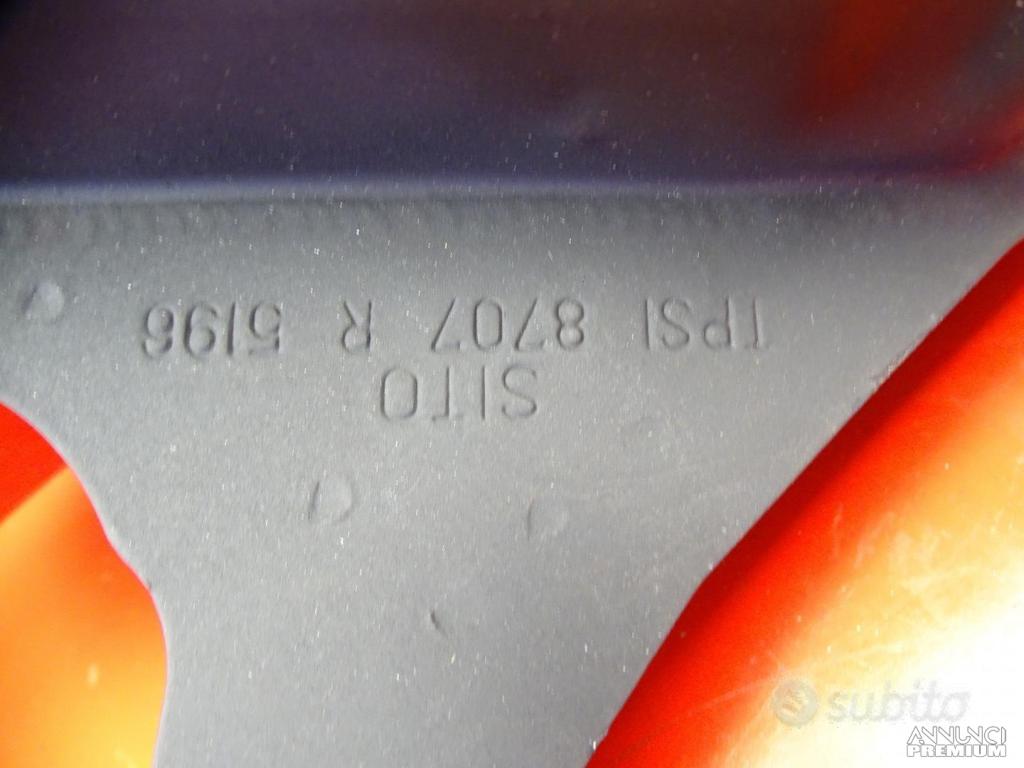 SITO
TPSI 8707 R 5196
subito
ANNUNCI
PREMIUM